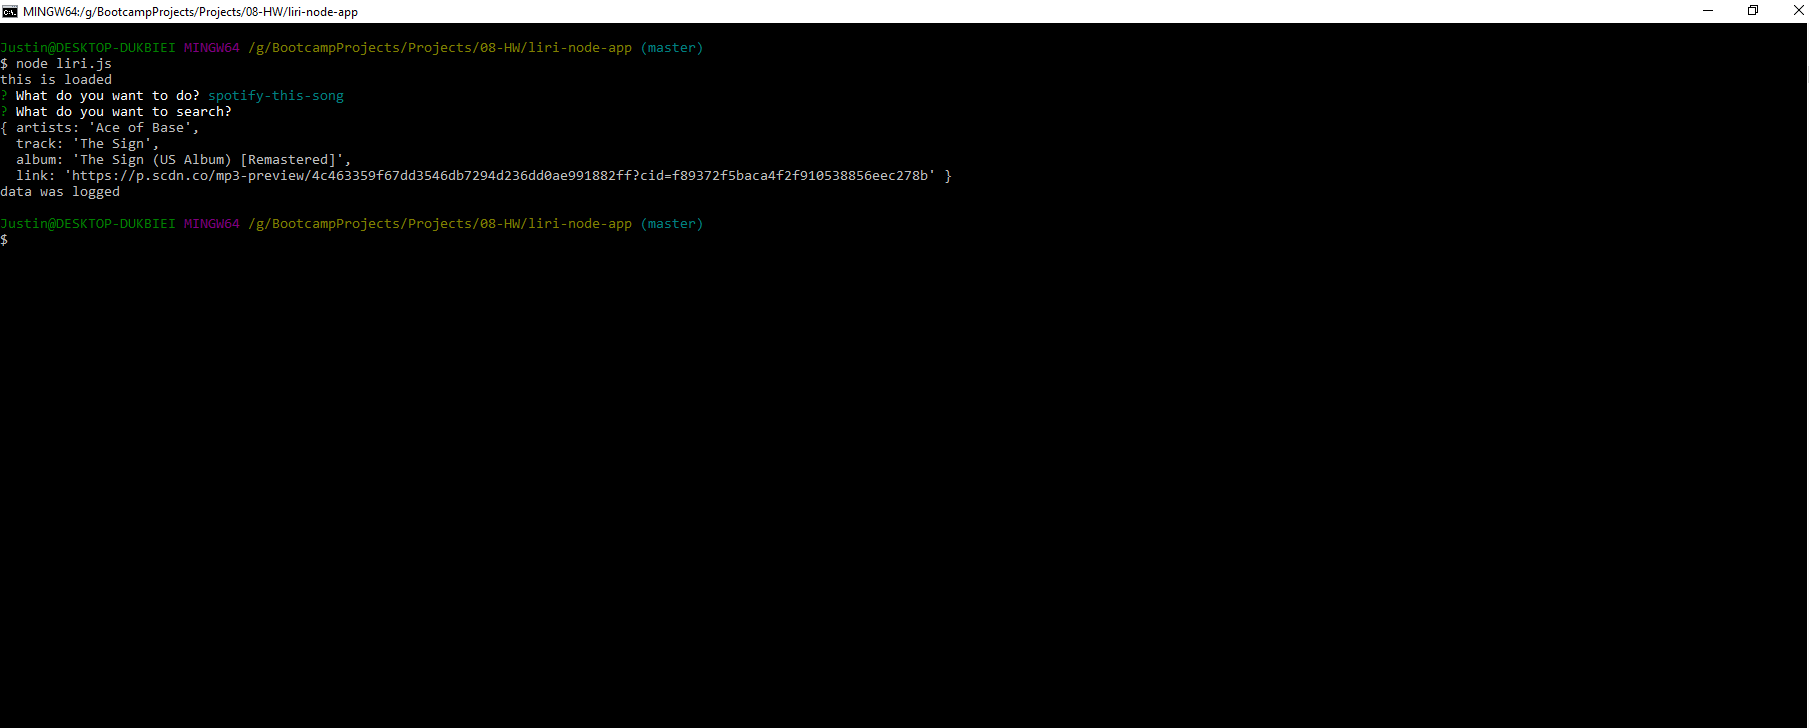 MINGW64:/g/BootcampProjects/Projects/08-HW/liri-node-app
Justin@DESKTOP-DUKBIEI MINGW64 /g/BootcampProjects/Projects/08-HW/liri-node-app (master)
$ node liri.js
this is loaded
? What do you want to do? spotify-this-song
? What do you want to search?
{ artists: 'Ace of Base',
  track: 'The Sign',
  album: 'The Sign (US Album) [Remastered]',
  link: 'https://p.scdn.co/mp3-preview/4c463359f67dd3546db7294d236dd0ae991882ff?cid=f89372f5baca4f2f910538856eec278b' }
data was logged
Justin@DESKTOP-DUKBIEI MINGW64 /g/BootcampProjects/Projects/08-HW/liri-node-app (master)
$